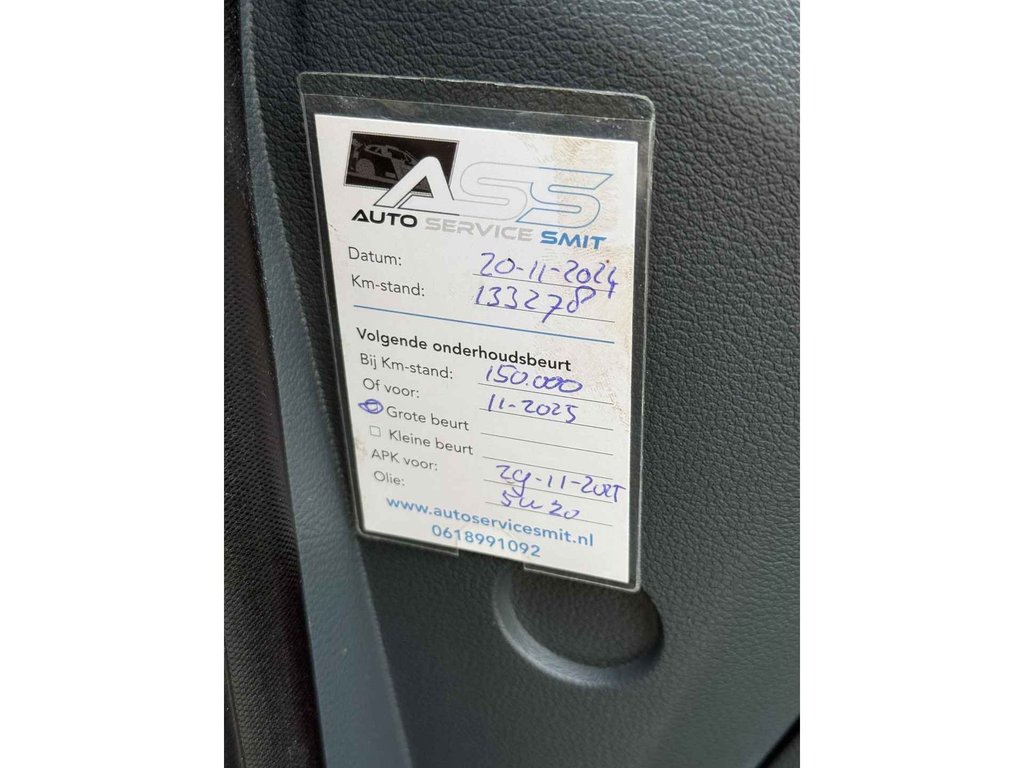 ASS
AUTO SERVICE SMIT
Datum: 20-11-2024
Km-stand: 133278
Volgende onderhoudsbeurt
Bij Km-stand: 150.000
Of voor: 11-2025
Grote beurt
Kleine beurt
APK voor: 29-11-2025
Olie: 5w20
www.autoservicesmit.nl
0618991092